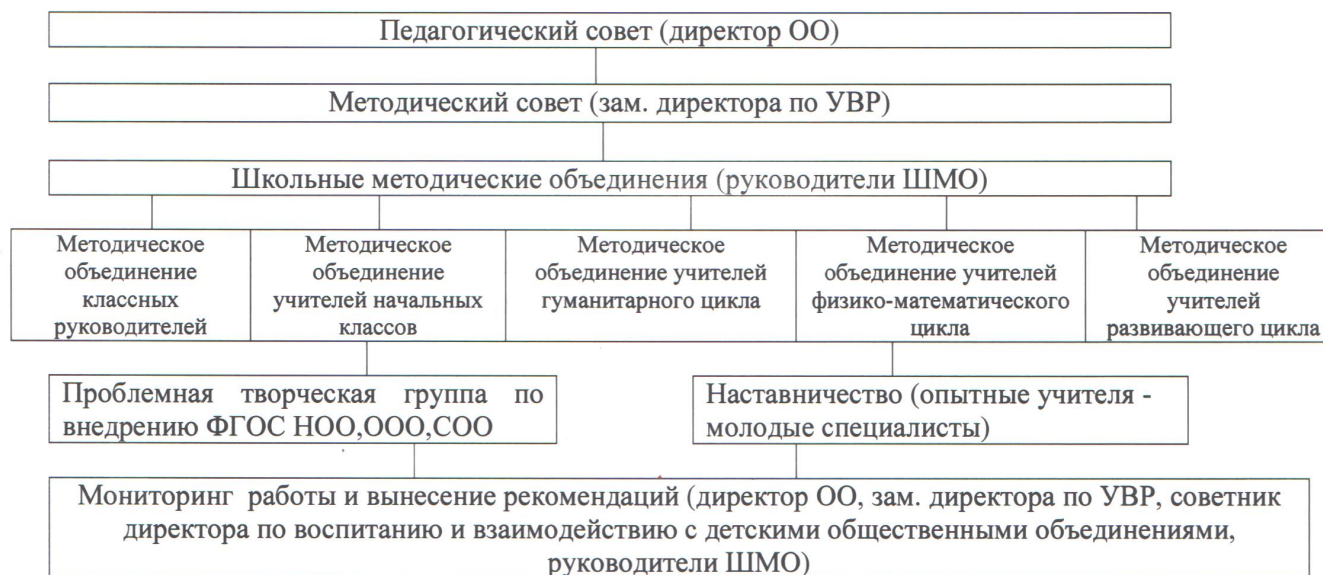 Педагогический совет (директор ОО)
Методический совет (зам. директора по УВР)
Школьные методические объединения (руководители ШМО)
Методическое
объединение
классных
руководителей
Методическое
объединение
учителей начальных
классов
Методическое
объединение учителей
гуманитарного цикла
Методическое
объединение учителей
физико-математического
цикла
Методическое
объединение
учителей
развивающего цикла
Проблемная творческая группа по
внедрению ФГОС НОО,ООО,СОО
Наставничество (опытные учителя -
молодые специалисты)
Мониторинг работы и вынесение рекомендаций (директор ОО, зам. директора по УВР, советник
директора по воспитанию и взаимодействию с детскими общественными объединениями,
руководители ШМО)